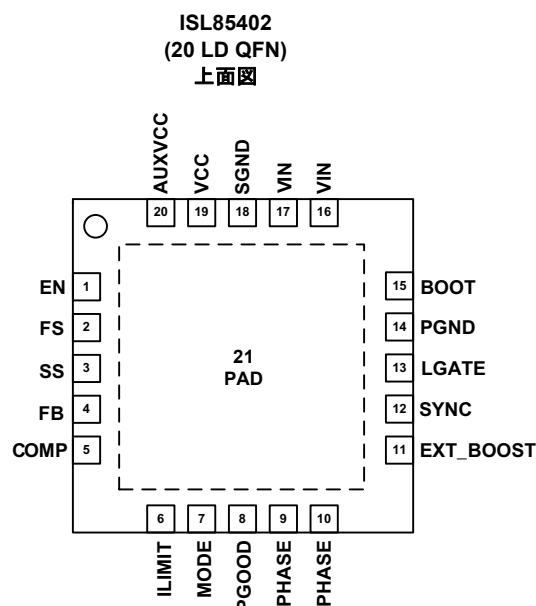 ISL85402
(20 LD QFN)
上面図
AUXVCC
VCC
SGND
VIN
VIN
20
19
18
17
16
EN 1
FS 2
SS 3
FB 4
COMP 5
21
PAD
15 BOOT
14 PGND
13 LGATE
12 SYNC
11 EXT_BOOST
6
7
8
9
10
ILIMIT
MODE
PGOOD
PHASE
PHASE